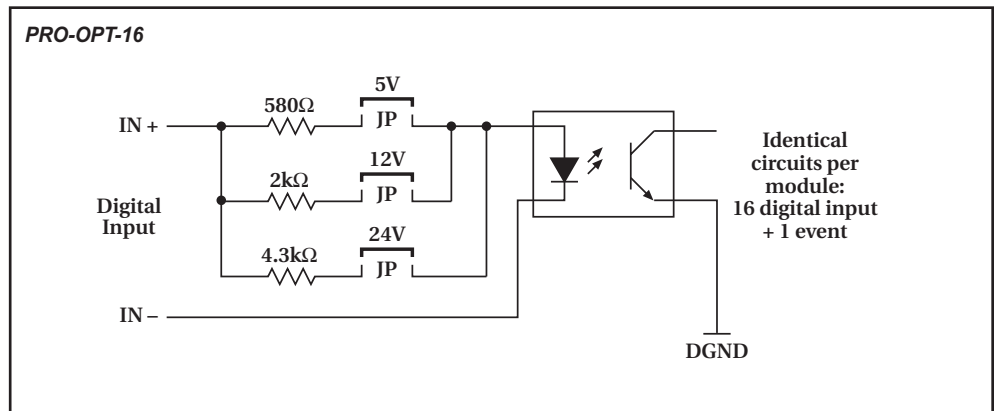 PRO-OPT-16
5V
580Ω
JP
IN +
12V
2kΩ
JP
Digital
Input
24V
4.3kΩ
JP
IN –
Identical
circuits per
module:
16 digital input
+ 1 event
DGND